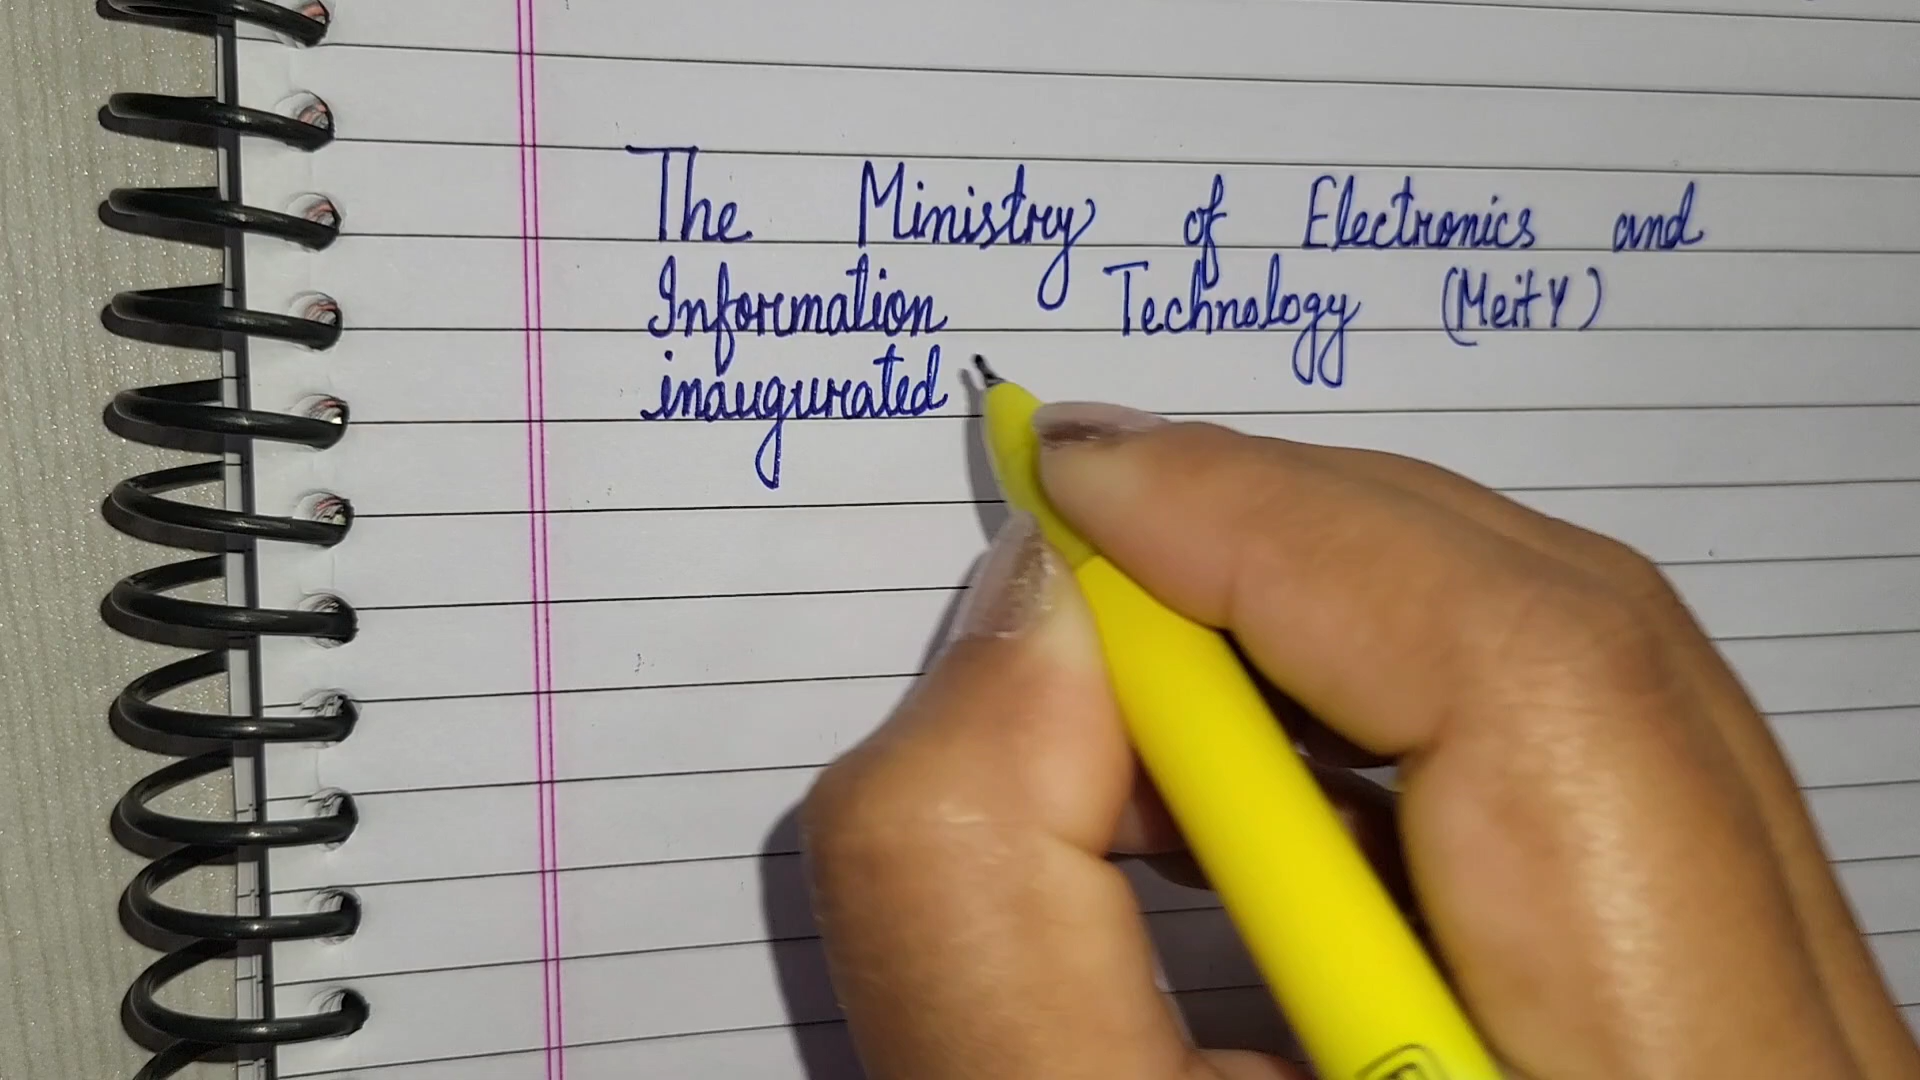 The Ministry of Electronics and
Information Technology (MeitY)
inaugurated